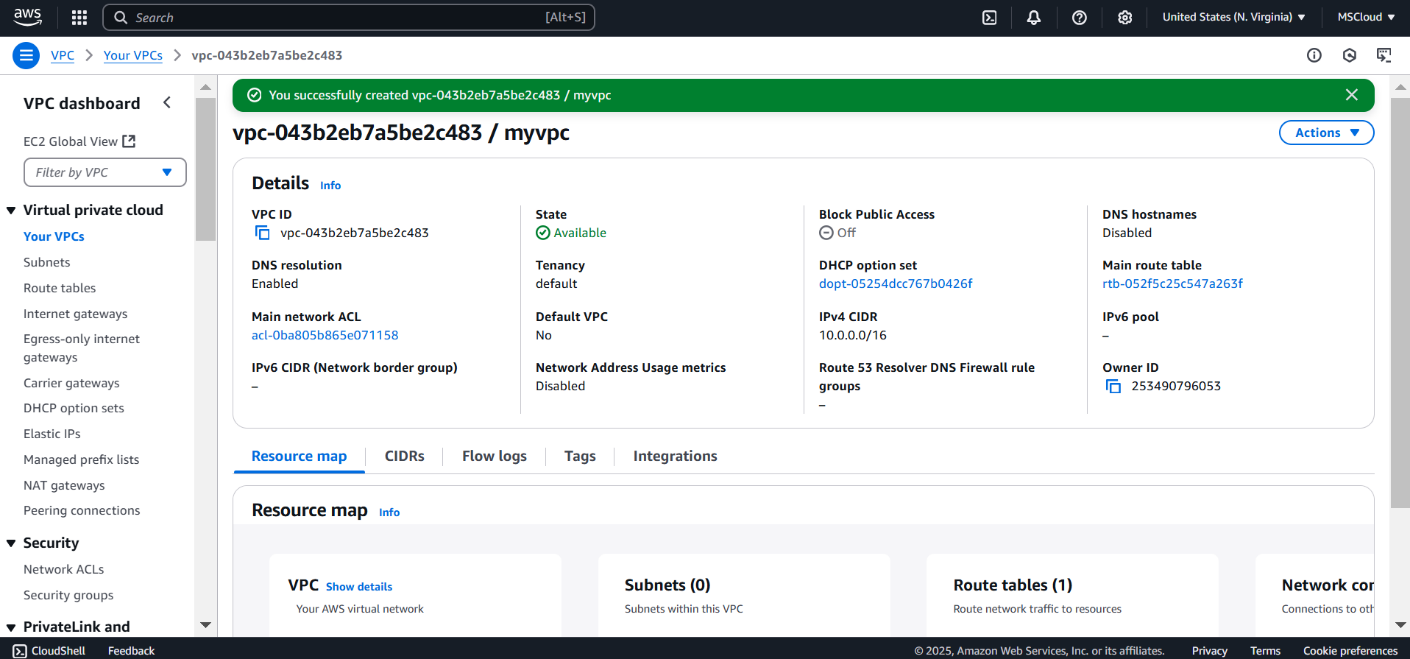 aws
Search [Alt+S]
United States (N. Virginia)
MSCloud
VPC
Your VPCs
vpc-043b2eb7a5be2c483
VPC dashboard
EC2 Global View
Filter by VPC
Virtual private cloud
Your VPCs
Subnets
Route tables
Internet gateways
Egress-only internet
gateways
Carrier gateways
DHCP option sets
Elastic IPs
Managed prefix lists
NAT gateways
Peering connections
Security
Network ACLs
Security groups
PrivateLink and
You successfully created vpc-043b2eb7a5be2c483 / myvpc
vpc-043b2eb7a5be2c483 / myvpc
Actions
Details Info
VPC ID
vpc-043b2eb7a5be2c483
State
Available
Block Public Access
Off
DNS hostnames
Disabled
DNS resolution
Enabled
Tenancy
default
DHCP option set
dopt-05254dcc767b0426f
Main route table
rtb-052f5c25c547a263f
Main network ACL
acl-0ba805b865e071158
Default VPC
No
IPv4 CIDR
10.0.0.0/16
IPv6 pool
–
IPv6 CIDR (Network border group)
–
Network Address Usage metrics
Disabled
Route 53 Resolver DNS Firewall rule
groups
–
Owner ID
253490796053
Resource map
CIDRs
Flow logs
Tags
Integrations
Resource map Info
VPC Show details
Your AWS virtual network
Subnets (0)
Subnets within this VPC
Route tables (1)
Route network traffic to resources
Network cor
Connections to oth
CloudShell
Feedback
© 2025, Amazon Web Services, Inc. or its affiliates.
Privacy
Terms
Cookie preferences